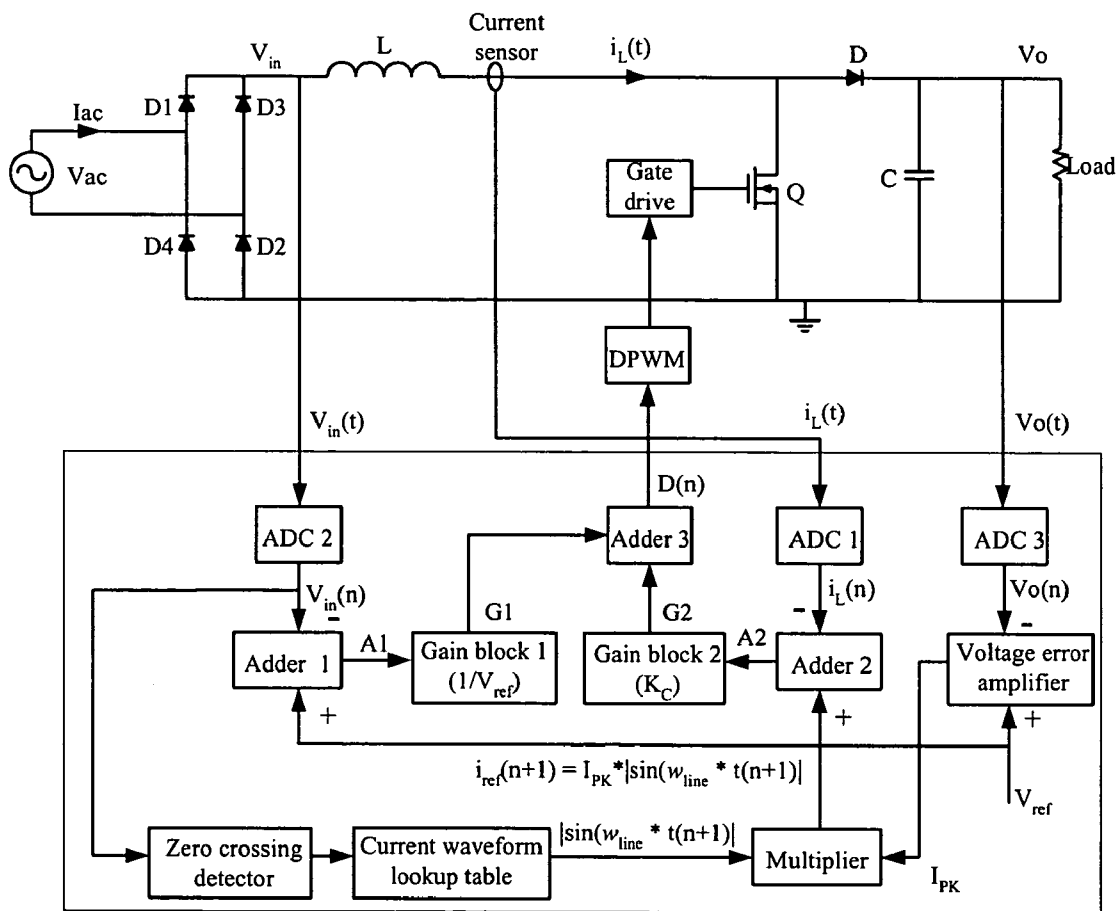 Current
sensor
V_in
L
i_L(t)
D
Vo
D1
D3
Iac
Vac
D4
D2
Gate
drive
Q
C
Load
DPWM
V_in(t)
i_L(t)
Vo(t)
D(n)
ADC 2
Adder 3
ADC 1
ADC 3
V_in(n)
G1
G2
i_L(n)
Vo(n)
-
-
-
Adder 1
A1
Gain block 1
(1/V_ref)
Gain block 2
(K_C)
A2
Adder 2
Voltage error
amplifier
+
+
+
i_ref(n+1) = I_PK*|sin(w_line * t(n+1)|
V_ref
Zero crossing
detector
Current waveform
lookup table
|sin(w_line * t(n+1)|
Multiplier
I_PK